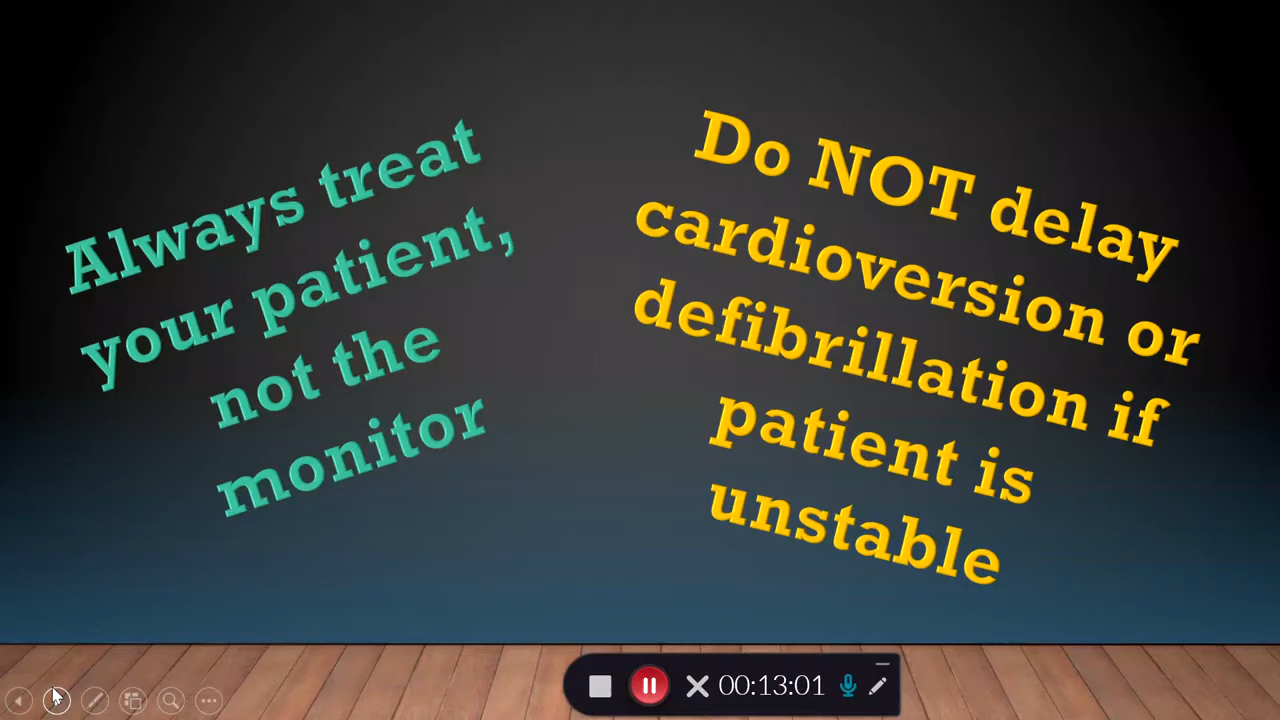 Always treat
your patient,
not the
monitor
Do NOT delay
cardioversion or
defibrillation if
patient is
unstable
00:13:01